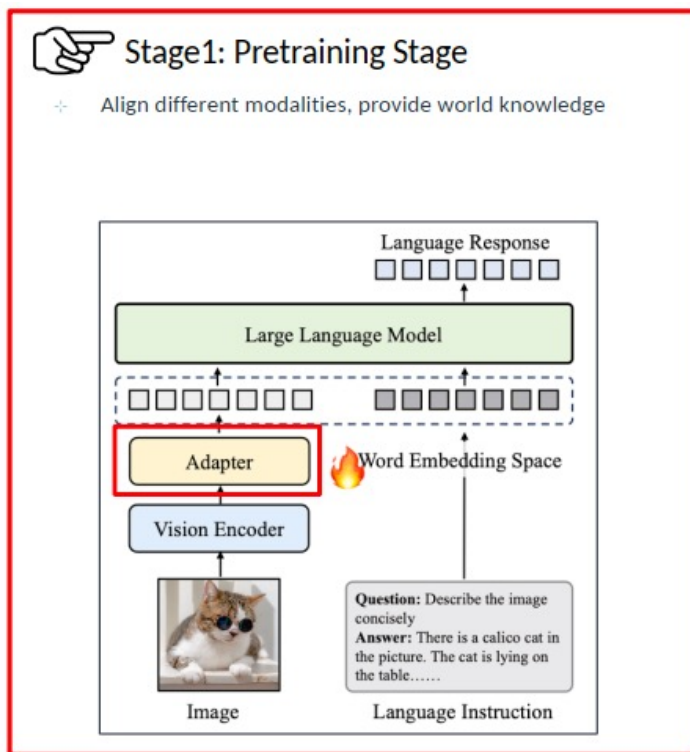 Stage1: Pretraining Stage
Align different modalities, provide world knowledge
Language Response
Large Language Model
Adapter
Word Embedding Space
Vision Encoder
Question: Describe the image
concisely
Answer: There is a calico cat in
the picture. The cat is lying on
the table……
Image
Language Instruction